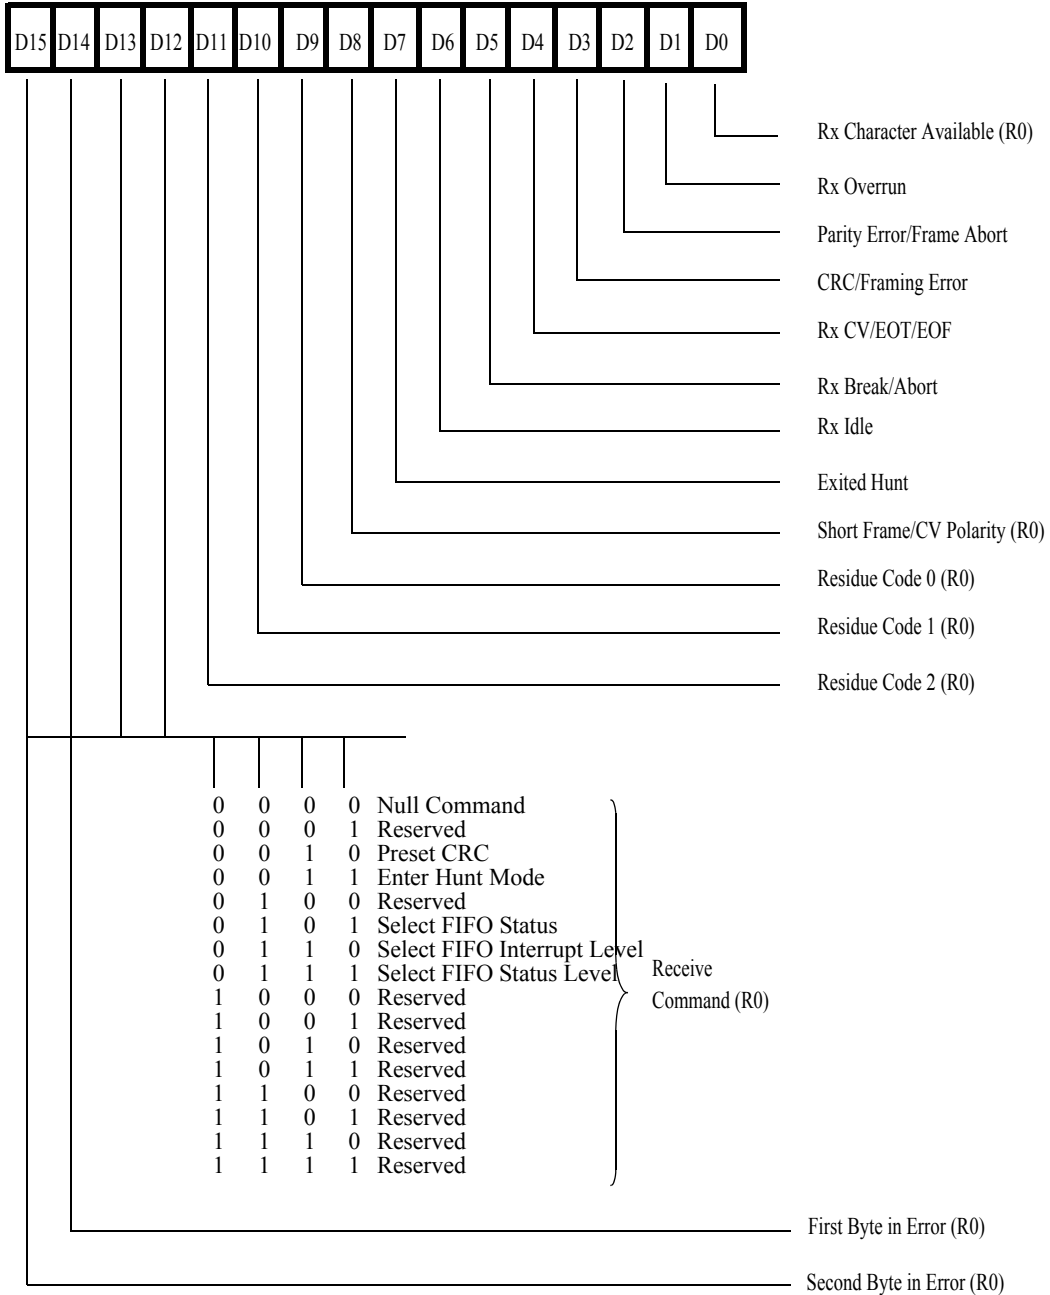 D15 D14 D13 D12 D11 D10 D9 D8 D7 D6 D5 D4 D3 D2 D1 D0
Rx Character Available (R0)
Rx Overrun
Parity Error/Frame Abort
CRC/Framing Error
Rx CV/EOT/EOF
Rx Break/Abort
Rx Idle
Exited Hunt
Short Frame/CV Polarity (R0)
Residue Code 0 (R0)
Residue Code 1 (R0)
Residue Code 2 (R0)
0 0 0 0 Null Command
0 0 0 1 Reserved
0 0 1 0 Preset CRC
0 0 1 1 Enter Hunt Mode
0 1 0 0 Reserved
0 1 0 1 Select FIFO Status
0 1 1 0 Select FIFO Interrupt Level
0 1 1 1 Select FIFO Status Level
1 0 0 0 Reserved
1 0 0 1 Reserved
1 0 1 0 Reserved
1 0 1 1 Reserved
1 1 0 0 Reserved
1 1 0 1 Reserved
1 1 1 0 Reserved
1 1 1 1 Reserved
Receive
Command (R0)
First Byte in Error (R0)
Second Byte in Error (R0)